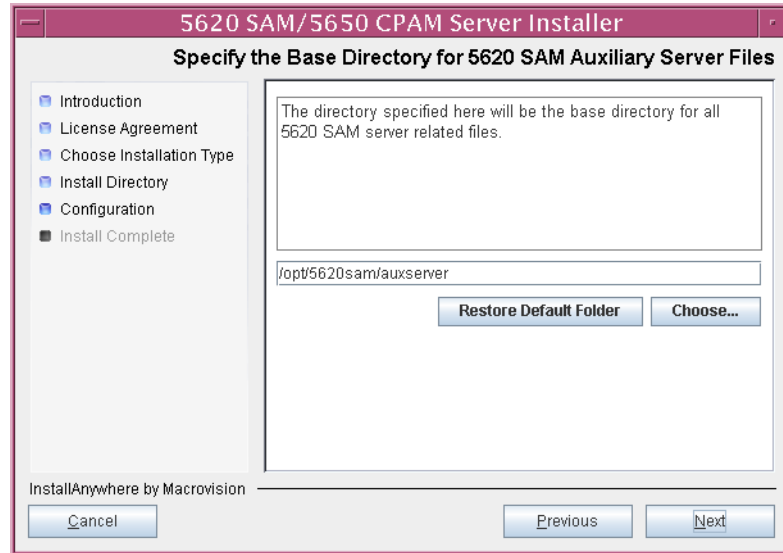 5620 SAM/5650 CPAM Server Installer
Specify the Base Directory for 5620 SAM Auxiliary Server Files
Introduction
License Agreement
Choose Installation Type
Install Directory
Configuration
Install Complete
The directory specified here will be the base directory for all
5620 SAM server related files.
/opt/5620sam/auxserver
Restore Default Folder
Choose...
InstallAnywhere by Macrovision
Cancel
Previous
Next